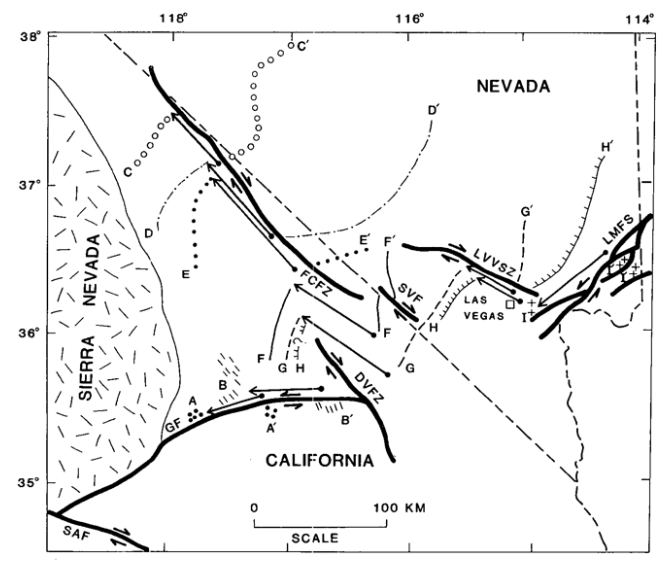 118°
116°
114°
38°
C'
NEVADA
D'
H'
C
37°
D
G'
E'
F'
LMFS
E
LVVSZ
FCFZ
SVF
LAS
VEGAS
I'
I
SIERRA NEVADA
36°
H
F
F
G
H
G
DVFZ
B
A
GF
A'
B'
CALIFORNIA
35°
0
100 KM
SCALE
SAF